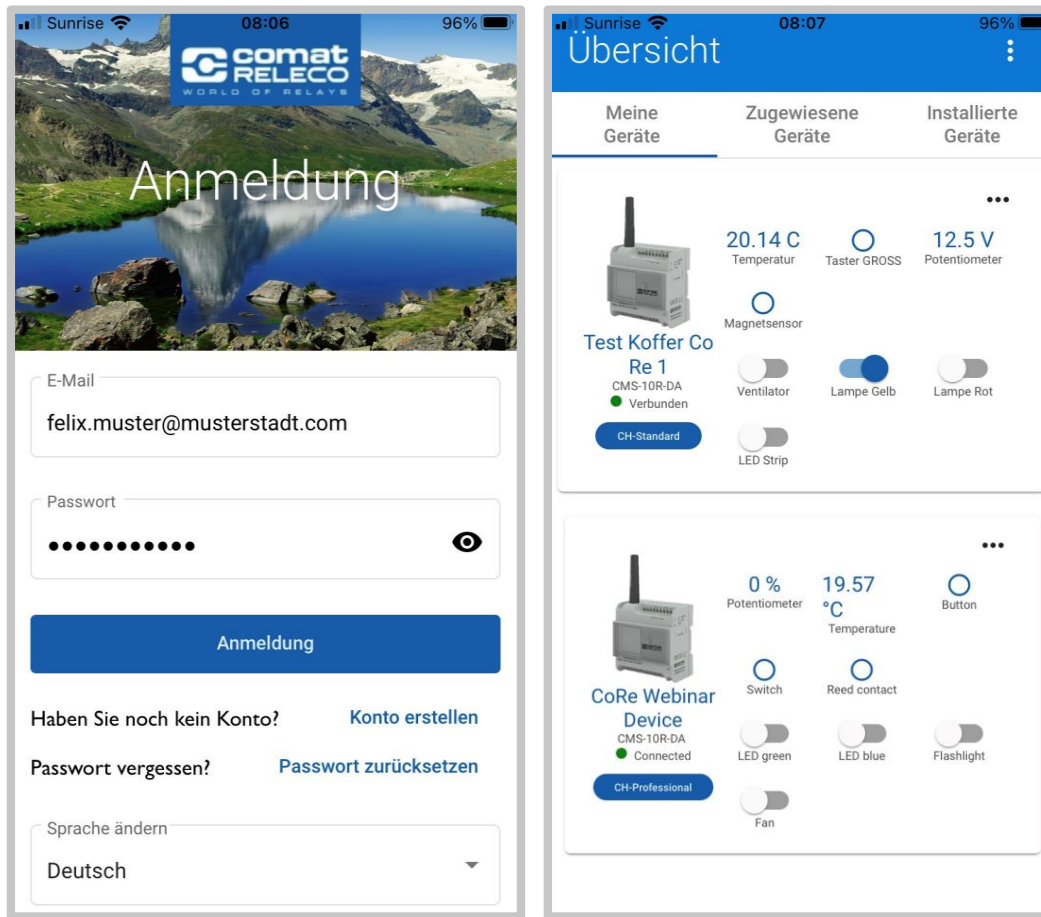 Sunrise 08:06 96%
comat
RELECO
WORLD OF RELAYS
Anmeldung
E-Mail
felix.muster@musterstadt.com
Passwort
•••••••••••
Anmeldung
Haben Sie noch kein Konto? Konto erstellen
Passwort vergessen? Passwort zurücksetzen
Sprache ändern
Deutsch
Sunrise 08:07 96%
Übersicht
Meine Geräte
Zugewiesene Geräte
Installierte Geräte
Test Koffer Co
Re 1
CMS-10R-DA
Verbunden
CH-Standard
20.14 C
Temperatur
Taster GROSS
12.5 V
Potentiometer
Magnetsensor
Ventilator
Lampe Gelb
Lampe Rot
LED Strip
CoRe Webinar
Device
CMS-10R-DA
Connected
CH-Professional
0 %
Potentiometer
19.57
°C
Temperature
Button
Switch
Reed contact
LED green
LED blue
Flashlight
Fan